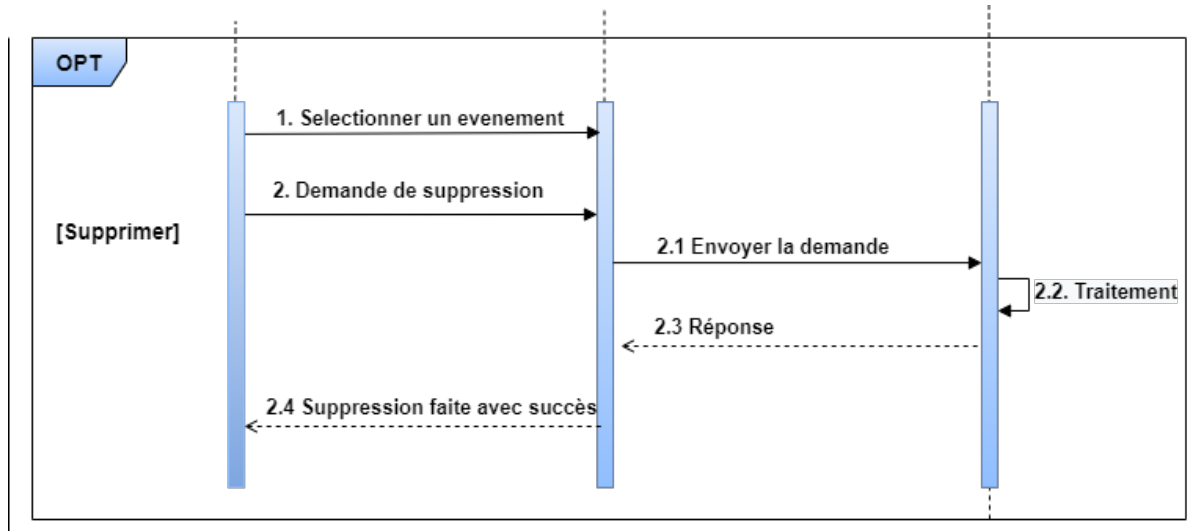 OPT
1. Selectionner un evenement
2. Demande de suppression
[Supprimer]
2.1 Envoyer la demande
2.2. Traitement
2.3 Réponse
2.4 Suppression faite avec succès